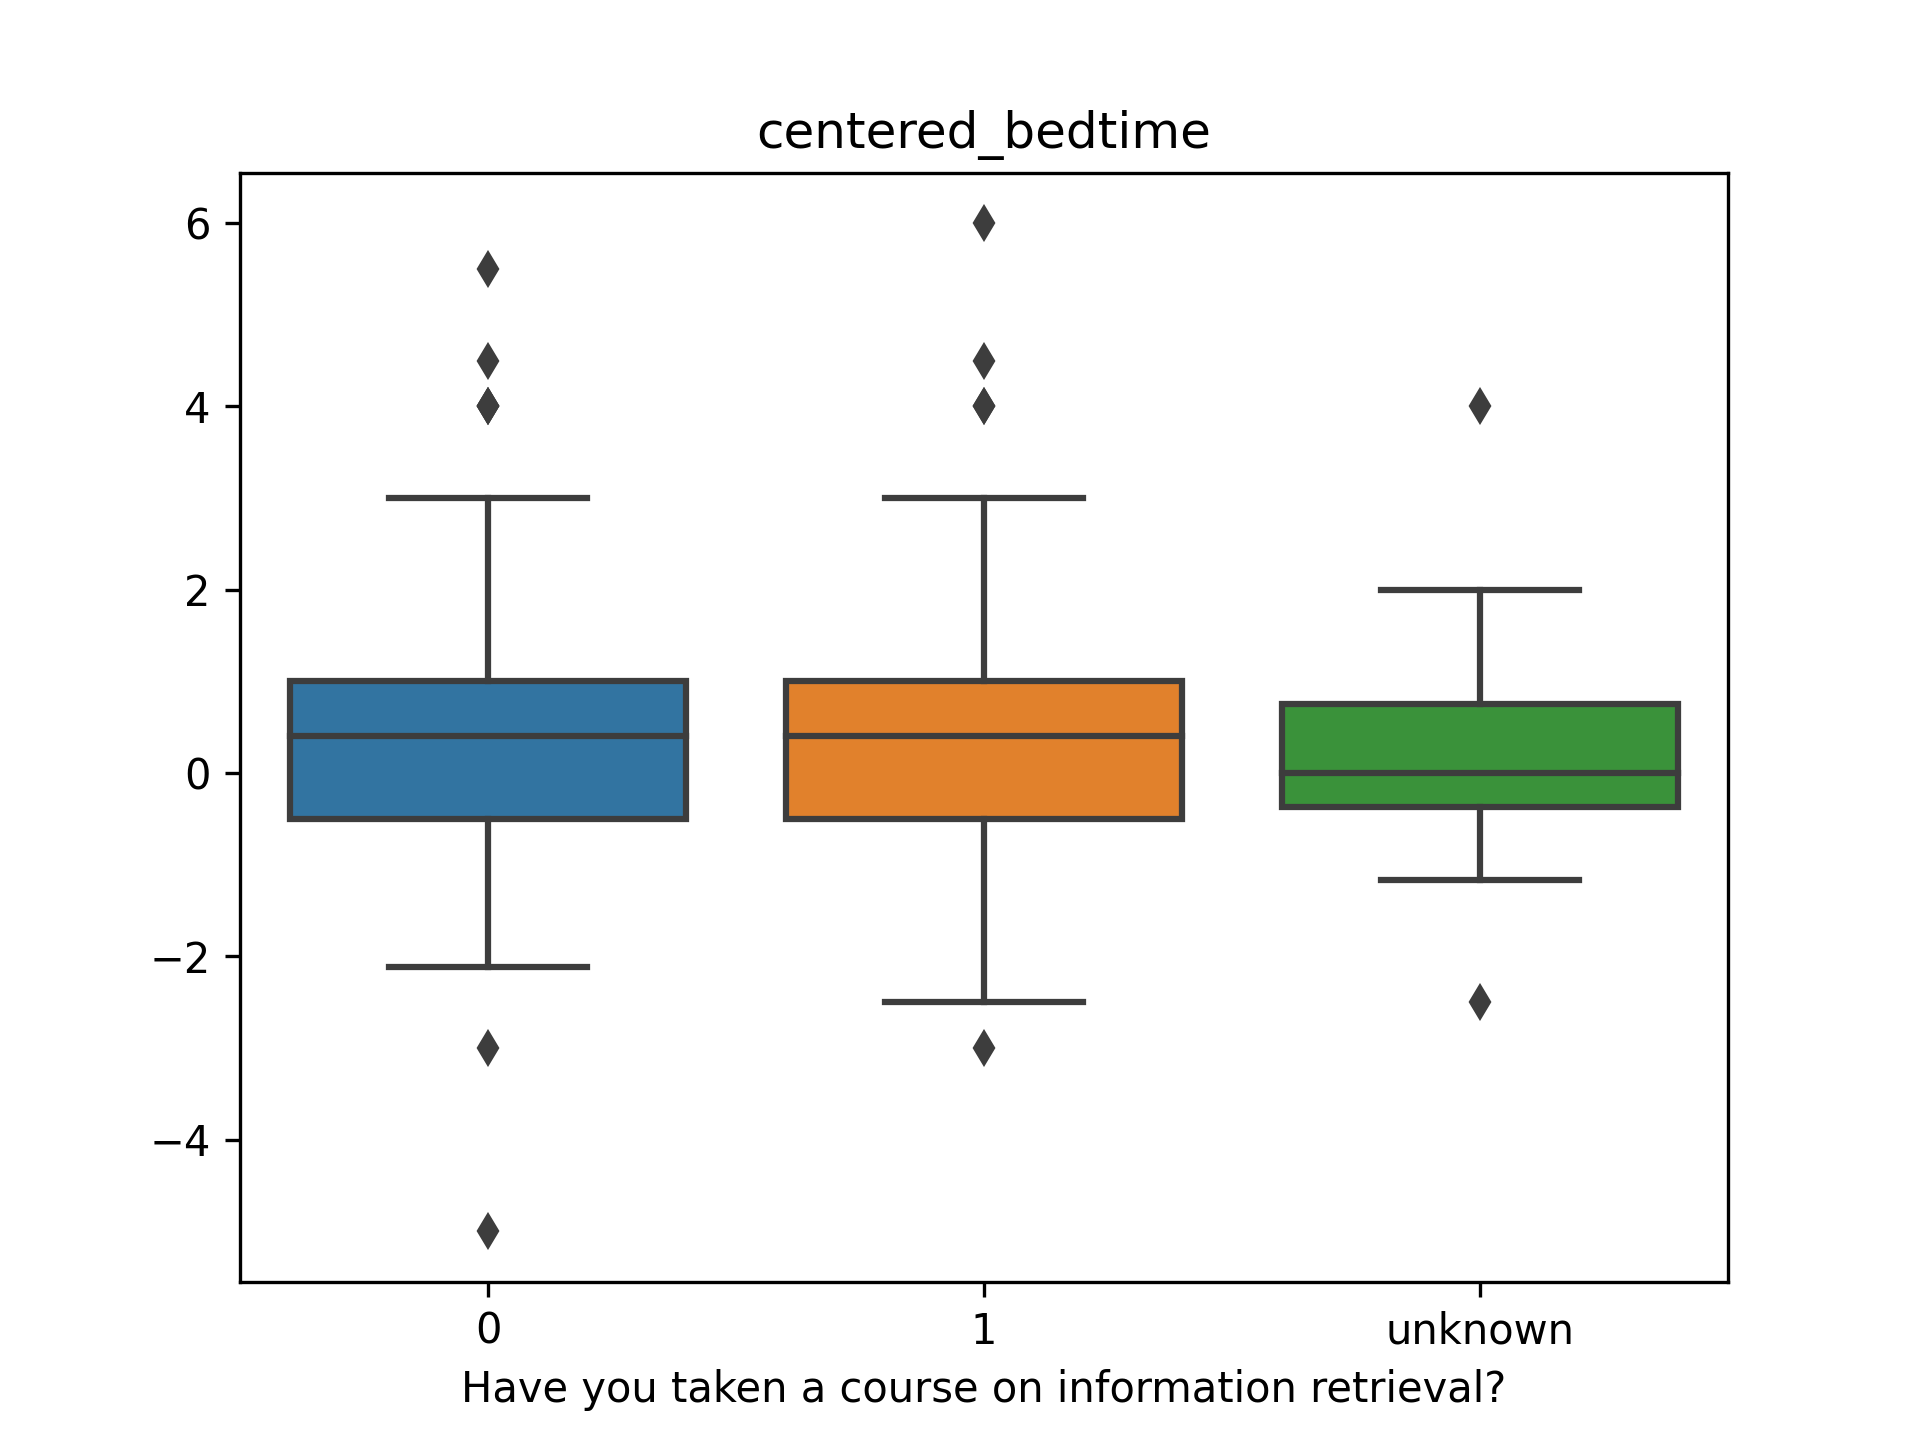 centered_bedtime
6
4
2
0
−2
−4
0 1 unknown
Have you taken a course on information retrieval?